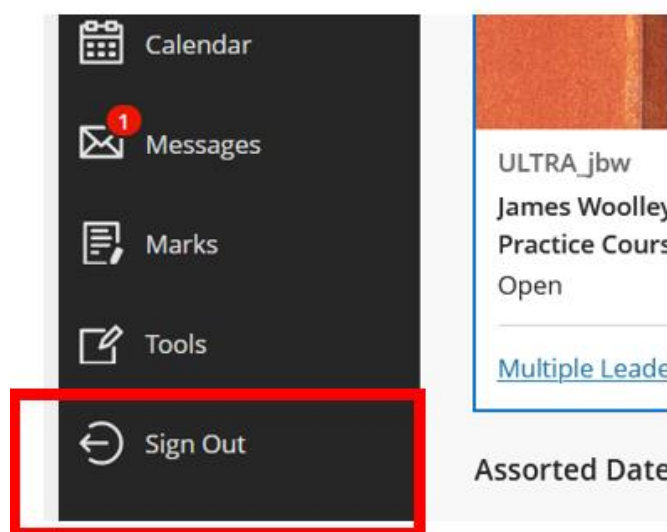 Calendar
1
Messages
Marks
Tools
Sign Out
ULTRA_jbw
James Woolley
Practice Cours
Open
Multiple Leade
Assorted Date